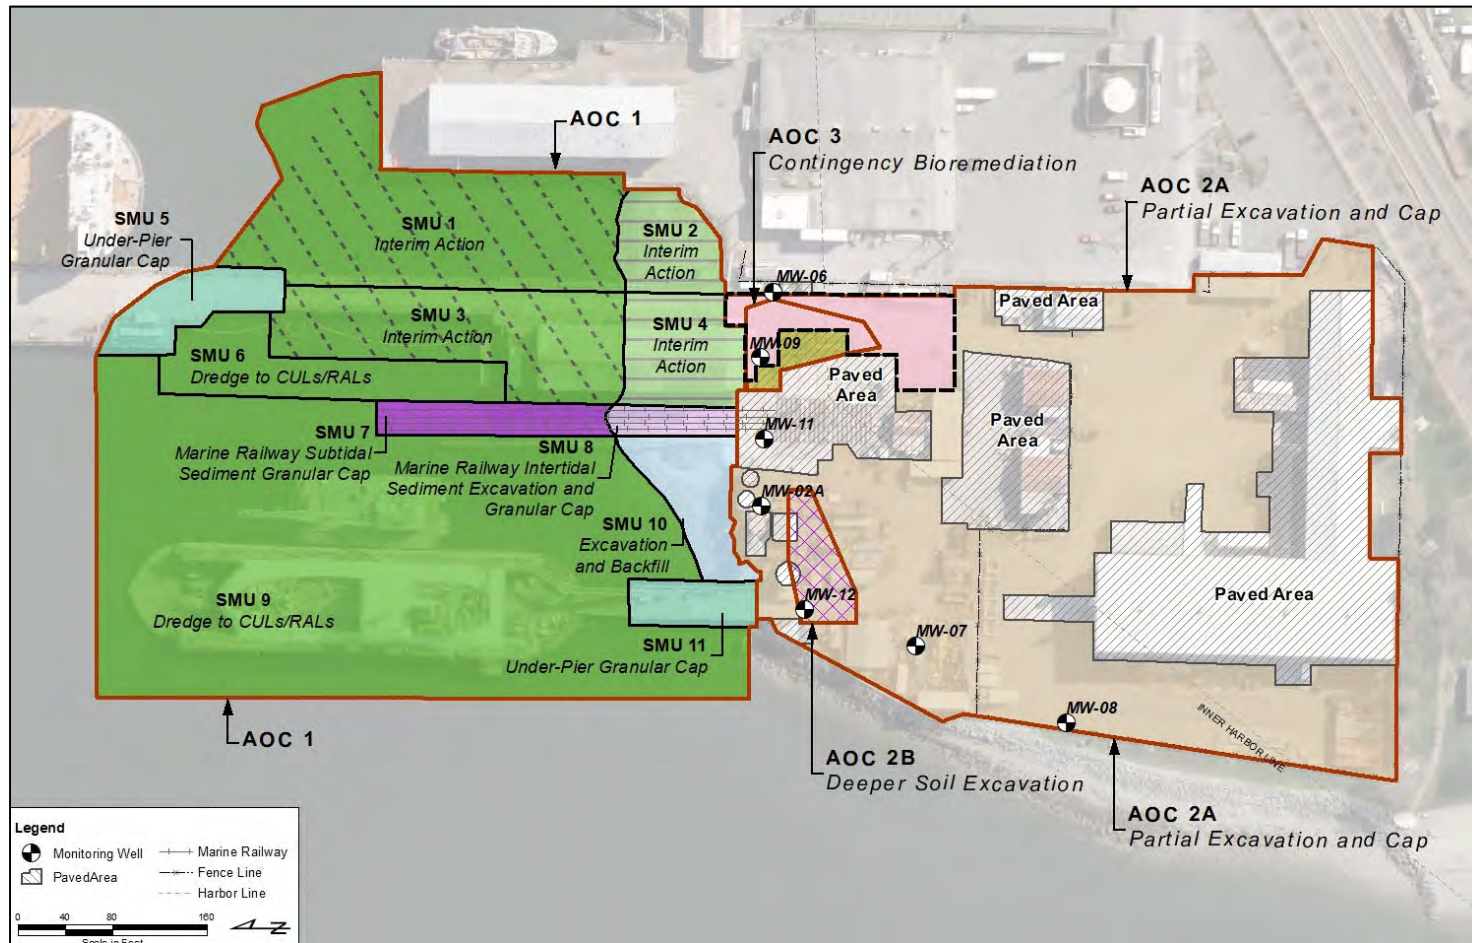 AOC 1
AOC 3
Contingency Bioremediation
AOC 2A
Partial Excavation and Cap
SMU 5
Under-Pier
Granular Cap
SMU 1
Interim Action
SMU 2
Interim
Action
MW-06
Paved Area
SMU 3
Interim Action
SMU 4
Interim
Action
MW-09
SMU 6
Dredge to CULs/RALs
Paved
Area
Paved
Area
SMU 7
Marine Railway Subtidal
Sediment Granular Cap
SMU 8
Marine Railway Intertidal
Sediment Excavation and
Granular Cap
MW-11
MW-02A
SMU 10
Excavation
and Backfill
SMU 9
Dredge to CULs/RALs
MW-12
Paved Area
SMU 11
Under-Pier Granular Cap
MW-07
MW-08
INNER HARBOR LINE
AOC 1
AOC 2B
Deeper Soil Excavation
AOC 2A
Partial Excavation and Cap
Legend
Monitoring Well
PavedArea
Marine Railway
Fence Line
Harbor Line
0 40 80 160
Scale in Feet
Z